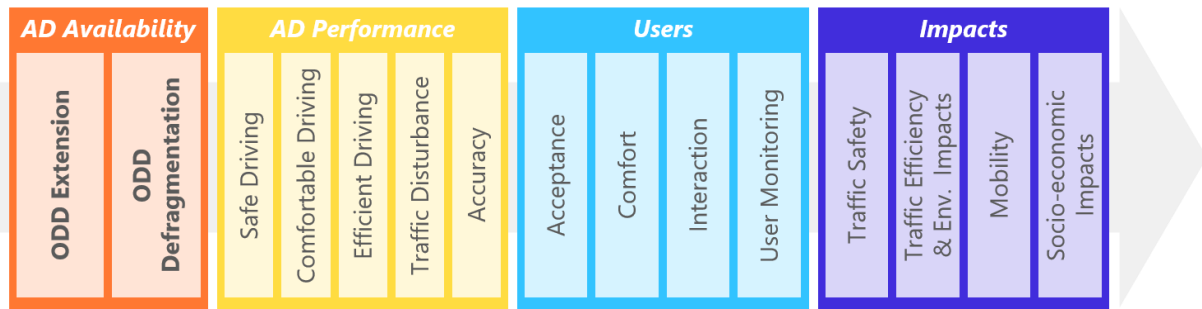 AD Availability
ODD Extension
ODD
Defragmentation
AD Performance
Safe Driving
Comfortable Driving
Efficient Driving
Traffic Disturbance
Accuracy
Users
Acceptance
Comfort
Interaction
User Monitoring
Impacts
Traffic Safety
Traffic Efficiency
& Env. Impacts
Mobility
Socio-economic
Impacts